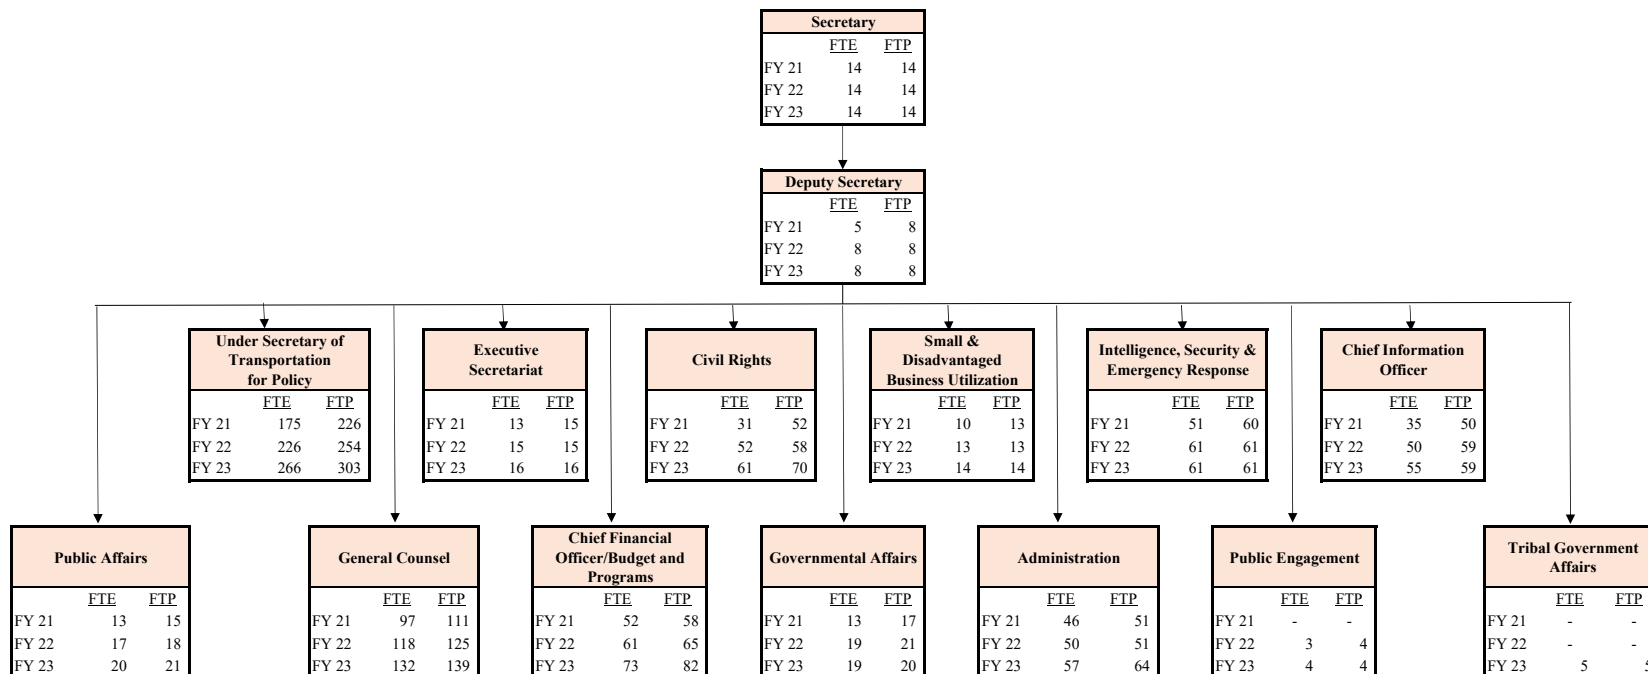 Secretary
FTE FTP
FY 21 14 14
FY 22 14 14
FY 23 14 14
Deputy Secretary
FTE FTP
FY 21 5 8
FY 22 8 8
FY 23 8 8
Under Secretary of
Transportation
for Policy
FTE FTP
FY 21 175 226
FY 22 226 254
FY 23 266 303
Executive
Secretariat
FTE FTP
FY 21 13 15
FY 22 15 15
FY 23 16 16
Civil Rights
FTE FTP
FY 21 31 52
FY 22 52 58
FY 23 61 70
Small &
Disadvantaged
Business Utilization
FTE FTP
FY 21 10 13
FY 22 13 13
FY 23 14 14
Intelligence, Security &
Emergency Response
FTE FTP
FY 21 51 60
FY 22 61 61
FY 23 61 61
Chief Information
Officer
FTE FTP
FY 21 35 50
FY 22 50 59
FY 23 55 59
Public Affairs
FTE FTP
FY 21 13 15
FY 22 17 18
FY 23 20 21
General Counsel
FTE FTP
FY 21 97 111
FY 22 118 125
FY 23 132 139
Chief Financial
Officer/Budget and
Programs
FTE FTP
FY 21 52 58
FY 22 61 65
FY 23 73 82
Governmental Affairs
FTE FTP
FY 21 13 17
FY 22 19 21
FY 23 19 20
Administration
FTE FTP
FY 21 46 51
FY 22 50 51
FY 23 57 64
Public Engagement
FTE FTP
FY 21 - -
FY 22 3 4
FY 23 4 4
Tribal Government
Affairs
FTE FTP
FY 21 - -
FY 22 - -
FY 23 5 5